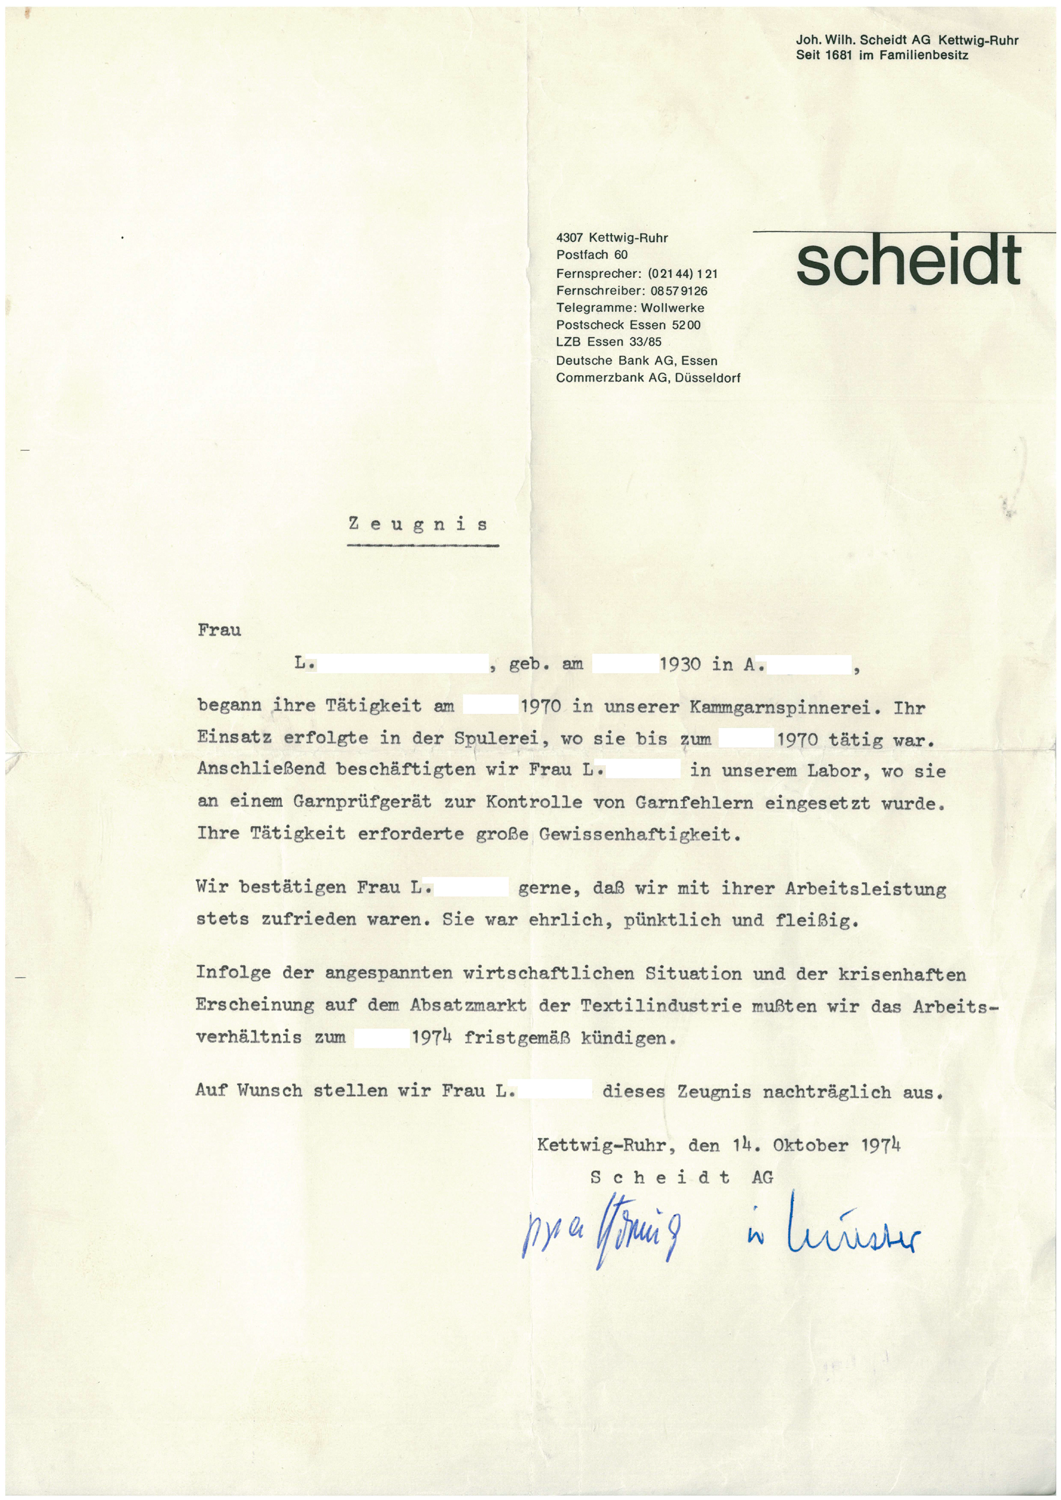 Joh. Wilh. Scheidt AG Kettwig-Ruhr
Seit 1681 im Familienbesitz
scheidt
4307 Kettwig-Ruhr
Postfach 60
Fernsprecher: (02144) 121
Fernschreiber: 08579126
Telegramme: Wollwerke
Postscheck Essen 5200
LZB Essen 33/85
Deutsche Bank AG, Essen
Commerzbank AG, Düsseldorf
Zeugnis
Frau
L. , geb. am 1930 in A. ,
begann ihre Tätigkeit am 1970 in unserer Kammgarnspinnerei. Ihr
Einsatz erfolgte in der Spulerei, wo sie bis zum 1970 tätig war.
Anschließend beschäftigten wir Frau L. in unserem Labor, wo sie
an einem Garnprüfgerät zur Kontrolle von Garnfehlern eingesetzt wurde.
Ihre Tätigkeit erforderte große Gewissenhaftigkeit.
Wir bestätigen Frau L. gerne, daß wir mit ihrer Arbeitsleistung
stets zufrieden waren. Sie war ehrlich, pünktlich und fleißig.
Infolge der angespannten wirtschaftlichen Situation und der krisenhaften
Erscheinung auf dem Absatzmarkt der Textilindustrie mußten wir das Arbeits-
verhältnis zum 1974 fristgemäß kündigen.
Auf Wunsch stellen wir Frau L. dieses Zeugnis nachträglich aus.
Kettwig-Ruhr, den 14. Oktober 1974
Scheidt AG